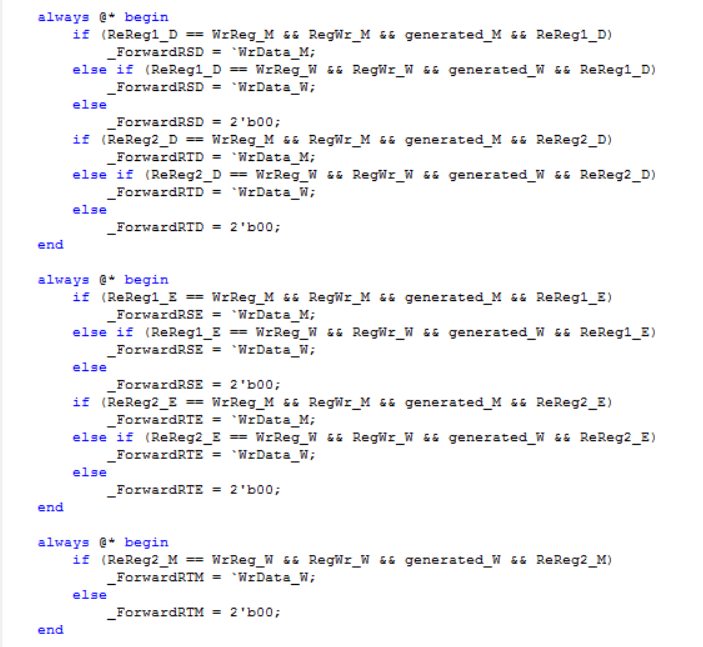 always @* begin
    if (ReReg1_D == WrReg_M && RegWr_M && generated_M && ReReg1_D)
        _ForwardRSD = `WrData_M;
    else if (ReReg1_D == WrReg_W && RegWr_W && generated_W && ReReg1_D)
        _ForwardRSD = `WrData_W;
    else
        _ForwardRSD = 2'b00;
    if (ReReg2_D == WrReg_M && RegWr_M && generated_M && ReReg2_D)
        _ForwardRTD = `WrData_M;
    else if (ReReg2_D == WrReg_W && RegWr_W && generated_W && ReReg2_D)
        _ForwardRTD = `WrData_W;
    else
        _ForwardRTD = 2'b00;
end

always @* begin
    if (ReReg1_E == WrReg_M && RegWr_M && generated_M && ReReg1_E)
        _ForwardRSE = `WrData_M;
    else if (ReReg1_E == WrReg_W && RegWr_W && generated_W && ReReg1_E)
        _ForwardRSE = `WrData_W;
    else
        _ForwardRSE = 2'b00;
    if (ReReg2_E == WrReg_M && RegWr_M && generated_M && ReReg2_E)
        _ForwardRTE = `WrData_M;
    else if (ReReg2_E == WrReg_W && RegWr_W && generated_W && ReReg2_E)
        _ForwardRTE = `WrData_W;
    else
        _ForwardRTE = 2'b00;
end

always @* begin
    if (ReReg2_M == WrReg_W && RegWr_W && generated_W && ReReg2_M)
        _ForwardRTM = `WrData_W;
    else
        _ForwardRTM = 2'b00;
end